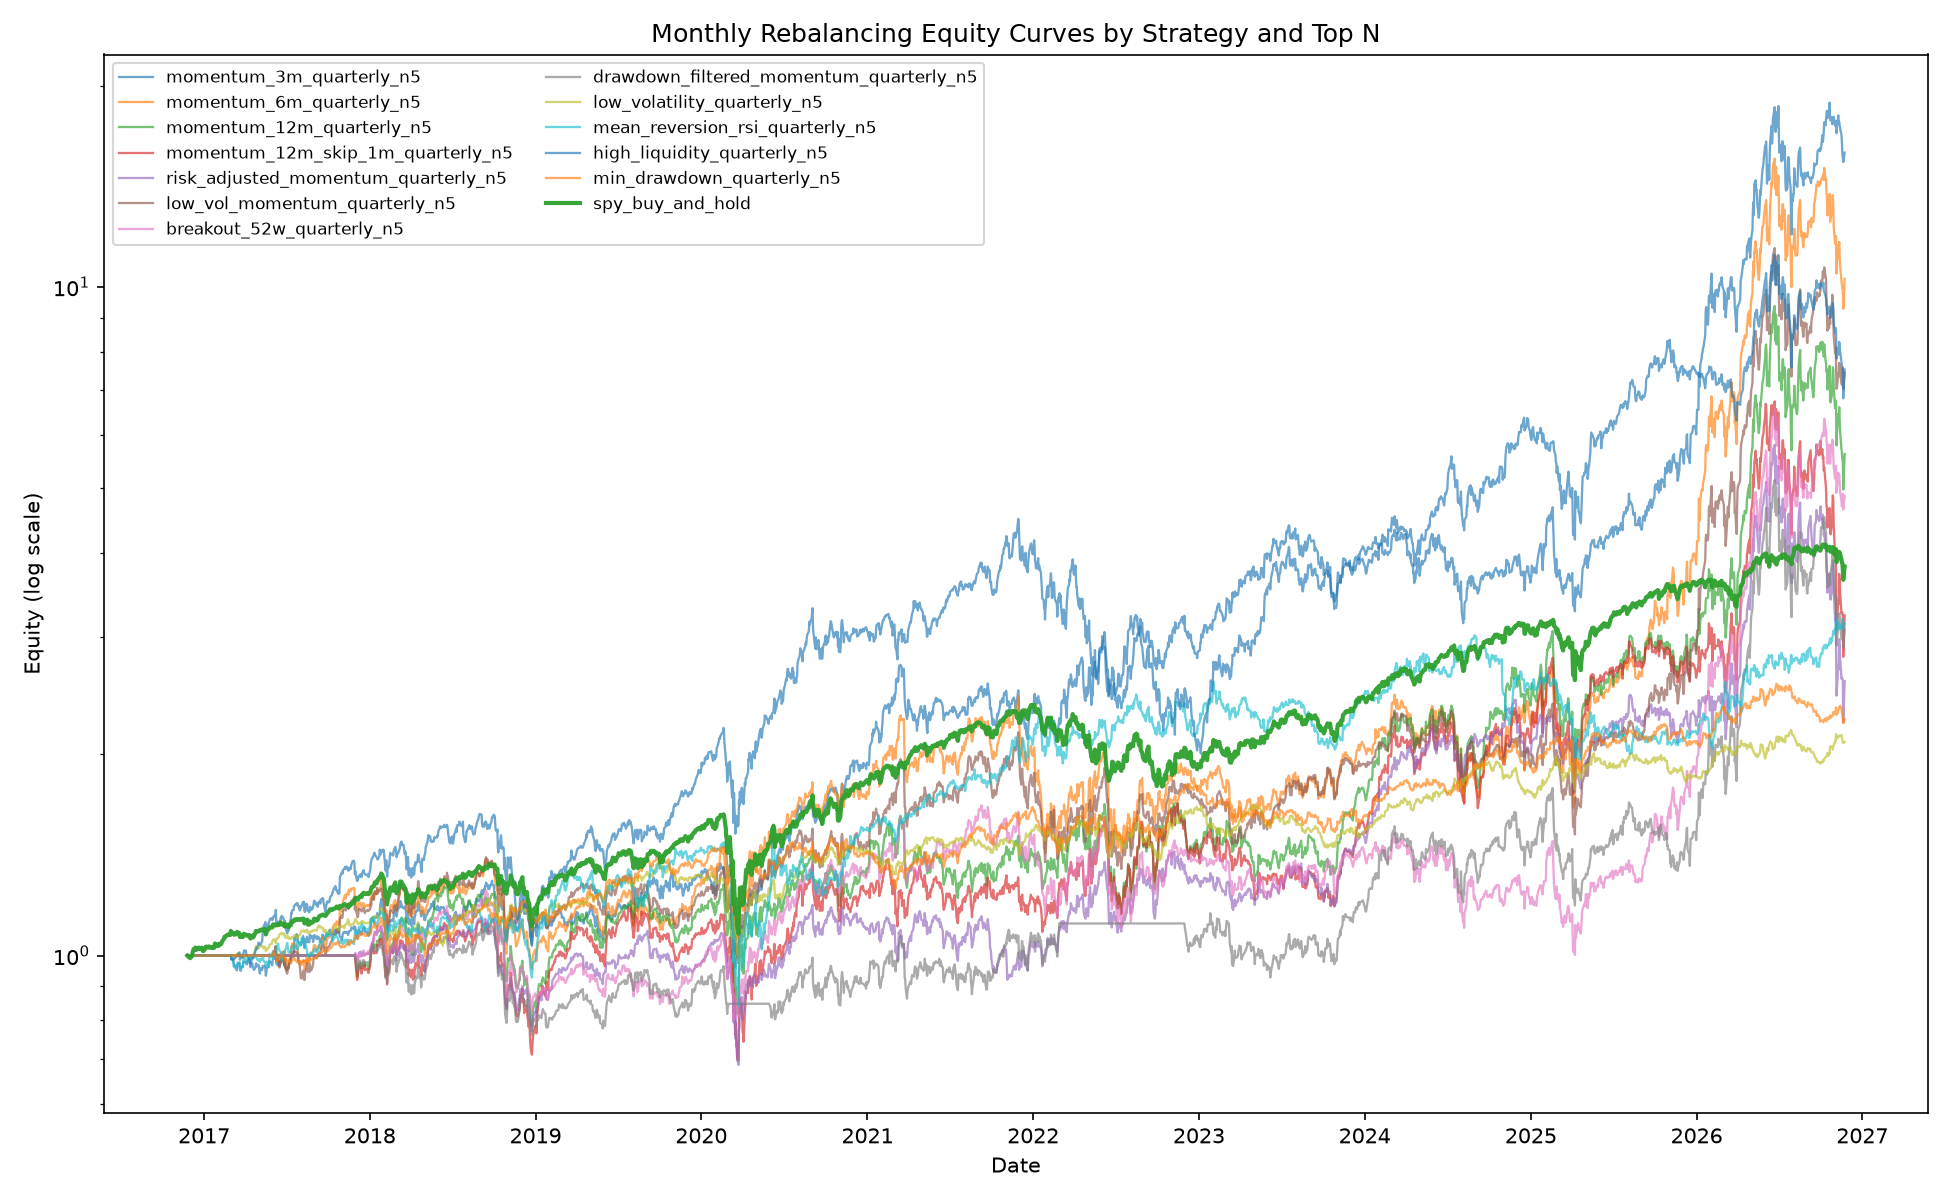 Monthly Rebalancing Equity Curves by Strategy and Top N
momentum_3m_quarterly_n5
momentum_6m_quarterly_n5
momentum_12m_quarterly_n5
momentum_12m_skip_1m_quarterly_n5
risk_adjusted_momentum_quarterly_n5
low_vol_momentum_quarterly_n5
breakout_52w_quarterly_n5
drawdown_filtered_momentum_quarterly_n5
low_volatility_quarterly_n5
mean_reversion_rsi_quarterly_n5
high_liquidity_quarterly_n5
min_drawdown_quarterly_n5
spy_buy_and_hold
Equity (log scale)
10¹
10⁰
2017 2018 2019 2020 2021 2022 2023 2024 2025 2026 2027
Date